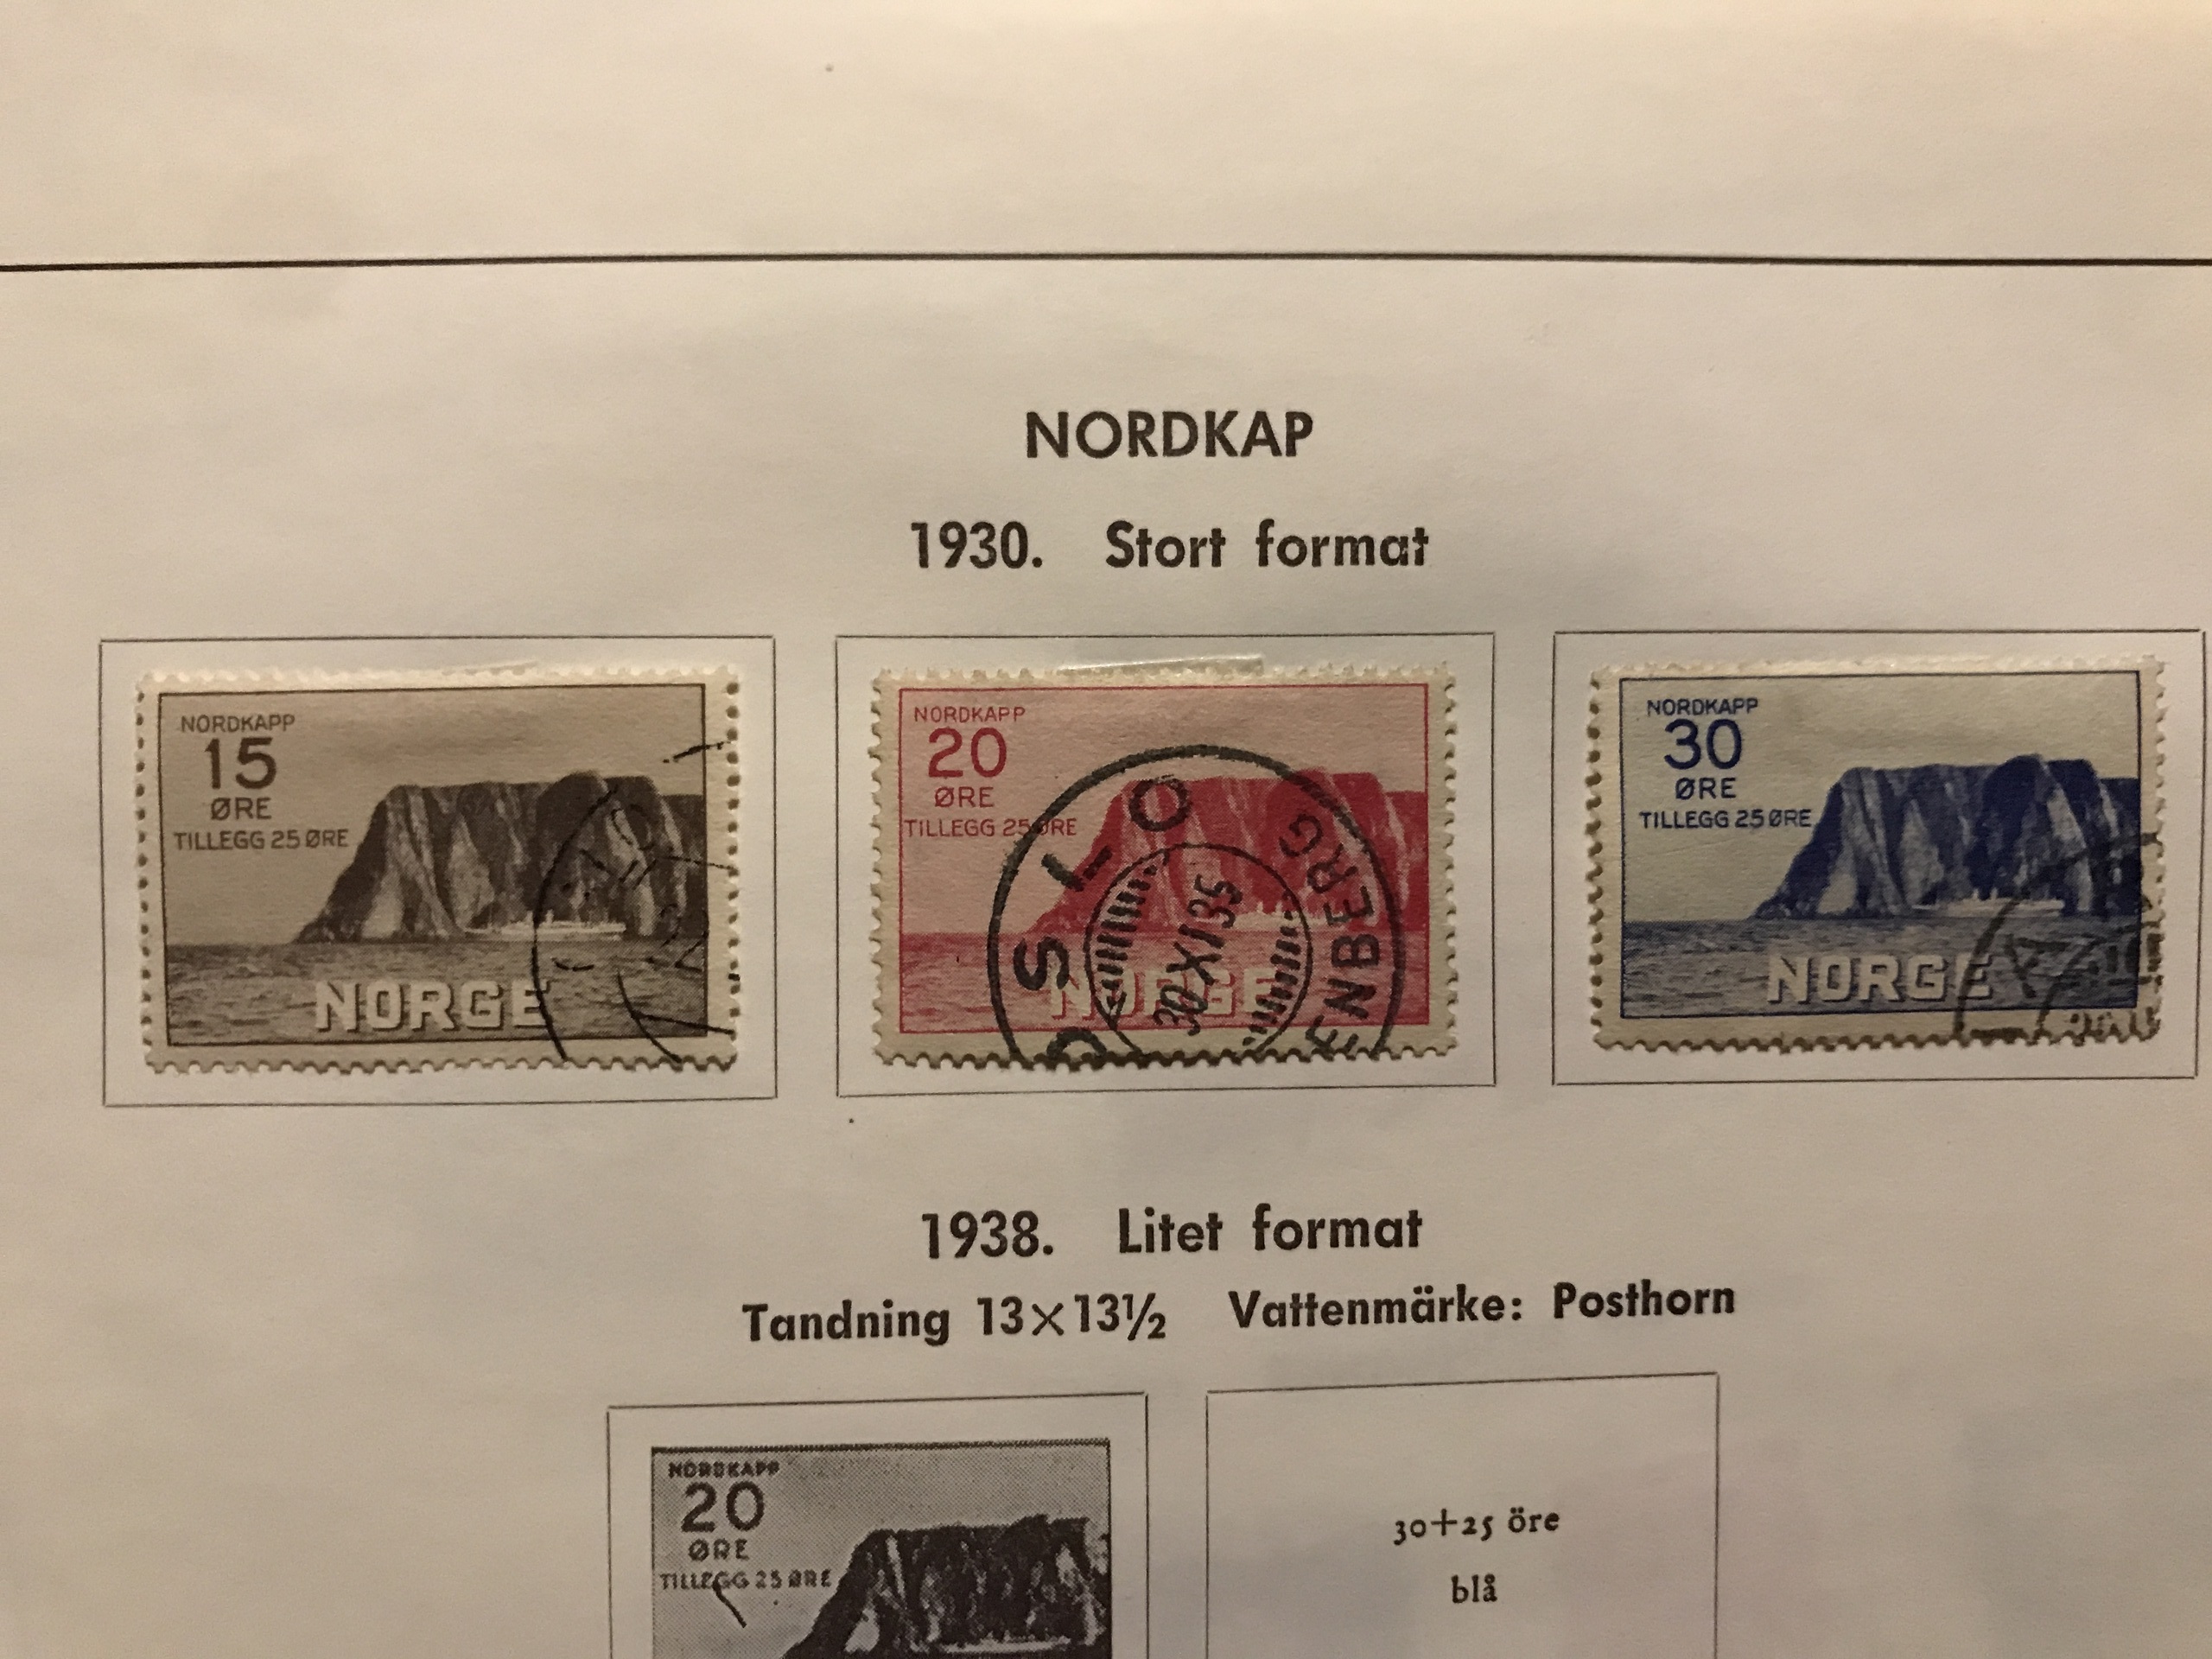 NORDKAP
1930. Stort format
NORDKAPP
15
ØRE
TILLEGG 25 ØRE
NORGE
NORDKAPP
20
ØRE
TILLEGG 25 ØRE
NORGE
OSLO
ENBERG
30 XI 35
NORDKAPP
30
ØRE
TILLEGG 25 ØRE
NORGE
1938. Litet format
Tandning 13×13½ Vattenmärke: Posthorn
NORDKAPP
20
ØRE
TILLEGG 25 ØRE
30+25 öre
blå